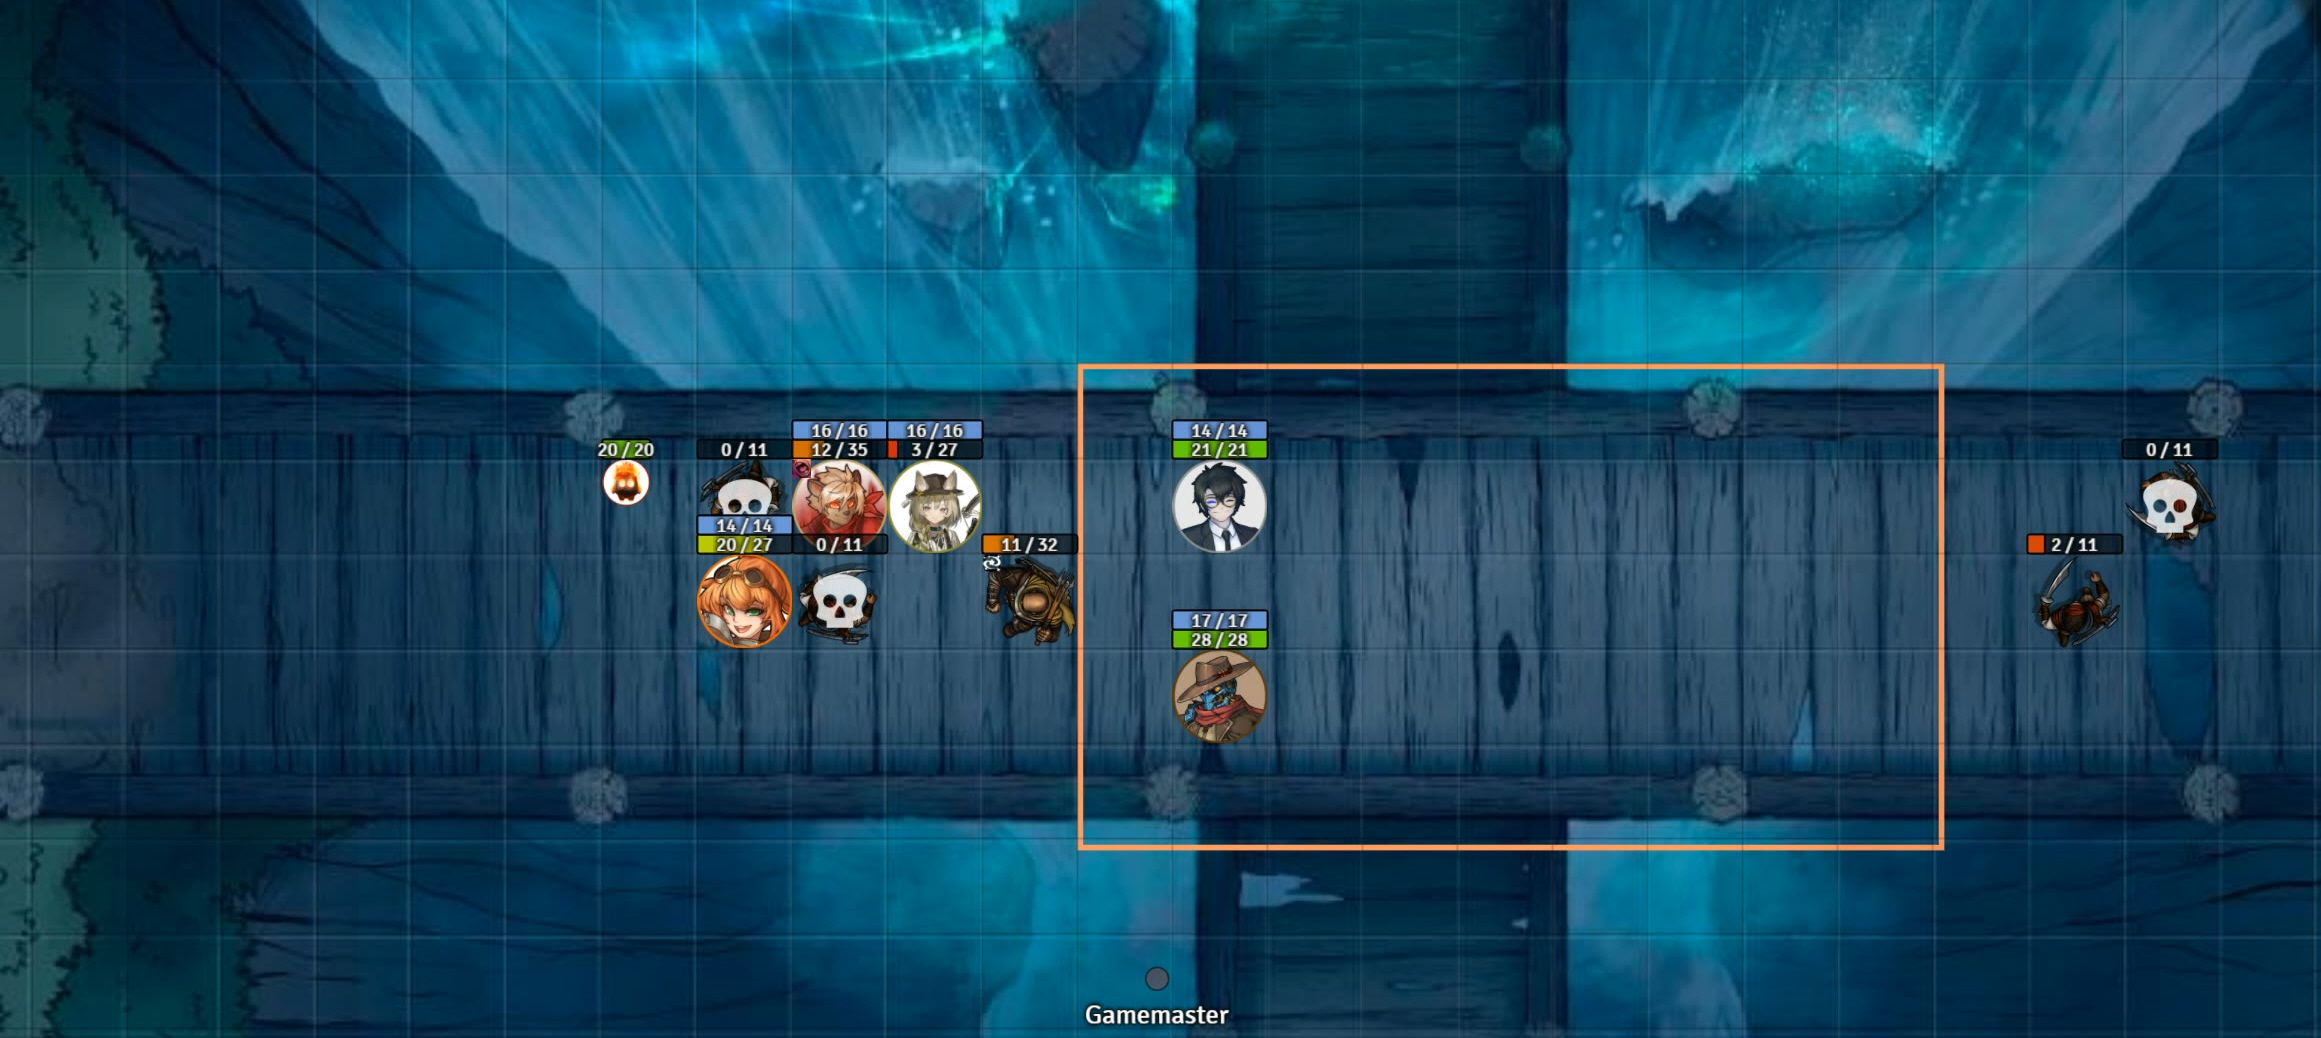 16 / 16
16 / 16
14 / 14
20 / 20
0 / 11
12 / 35
3 / 27
21 / 21
0 / 11
14 / 14
20 / 27
0 / 11
11 / 32
2 / 11
17 / 17
28 / 28
Gamemaster